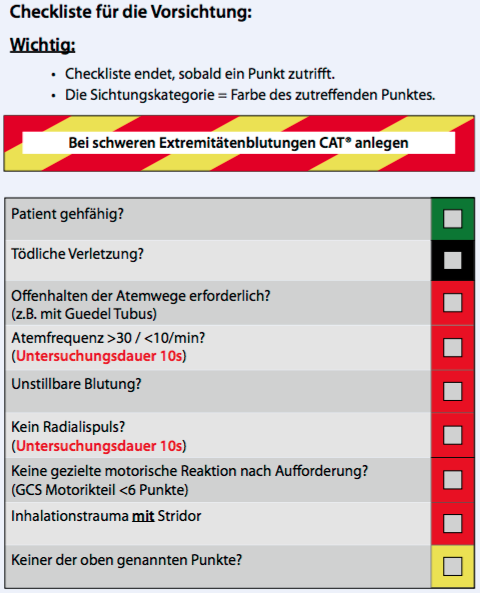 Checkliste für die Vorsichtung:
Wichtig:
• Checkliste endet, sobald ein Punkt zutrifft.
• Die Sichtungskategorie = Farbe des zutreffenden Punktes.
Bei schweren Extremitätenblutungen CAT® anlegen
Patient gehfähig?
Tödliche Verletzung?
Offenhalten der Atemwege erforderlich?
(z.B. mit Guedel Tubus)
Atemfrequenz >30 / <10/min?
(Untersuchungsdauer 10s)
Unstillbare Blutung?
Kein Radialispuls?
(Untersuchungsdauer 10s)
Keine gezielte motorische Reaktion nach Aufforderung?
(GCS Motorikteil <6 Punkte)
Inhalationstrauma mit Stridor
Keiner der oben genannten Punkte?